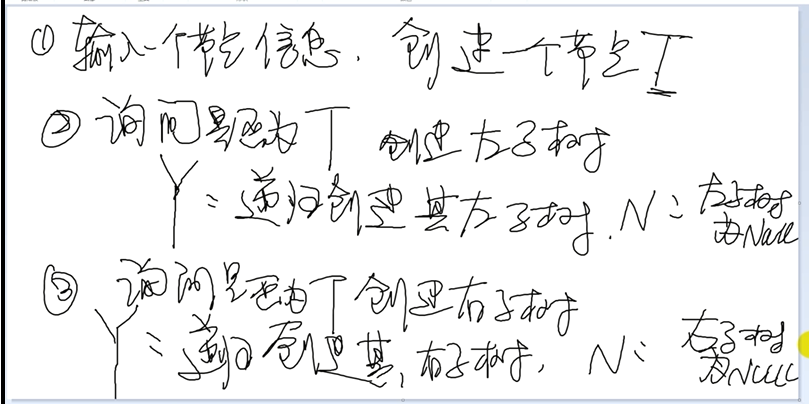 ① 输入一个节点信息. 创建一个节点T
② 询问是否为T 创建左子树
Y: 递归创建其左子树. N: 左子树为NULL
③ 询问是否为T创建右子树
Y: 递归创建其右子树, N: 右子树为NULL